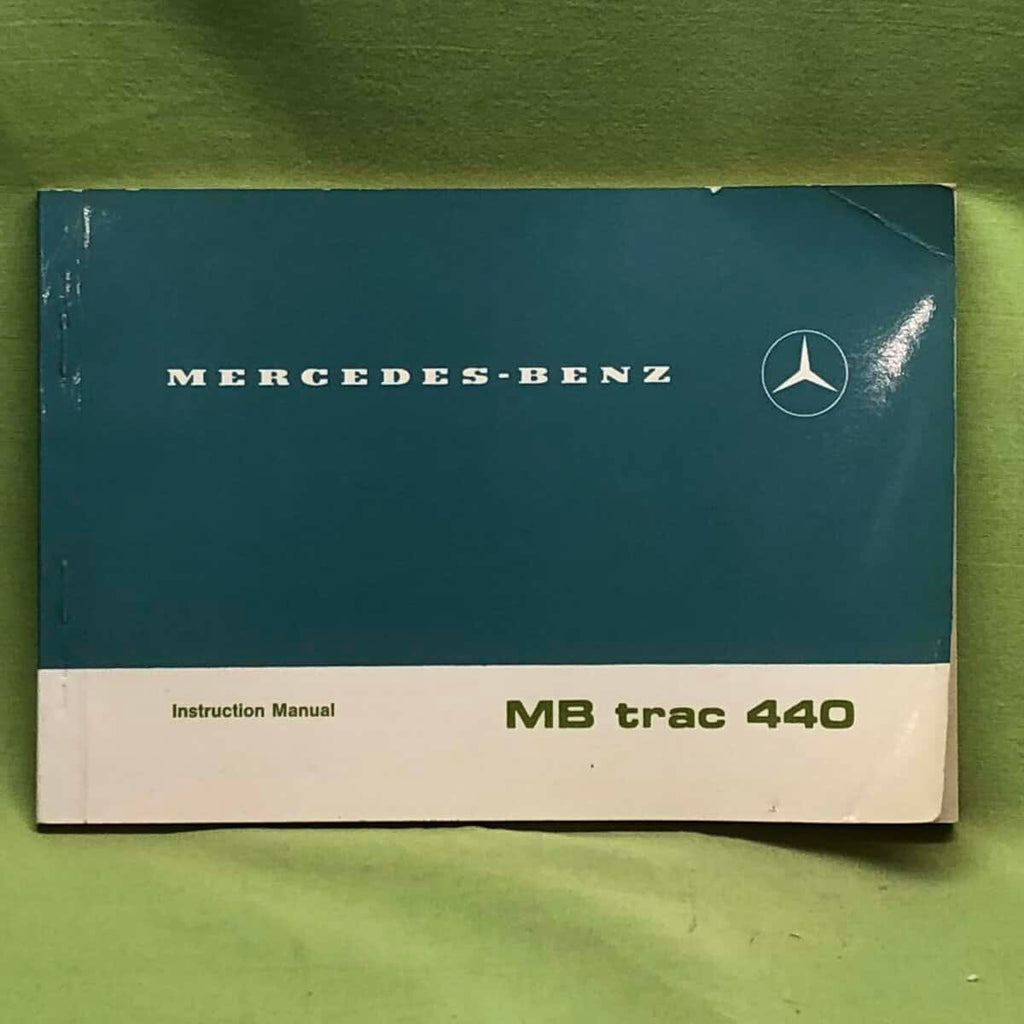 MERCEDES-BENZ
Instruction Manual
MB trac 440